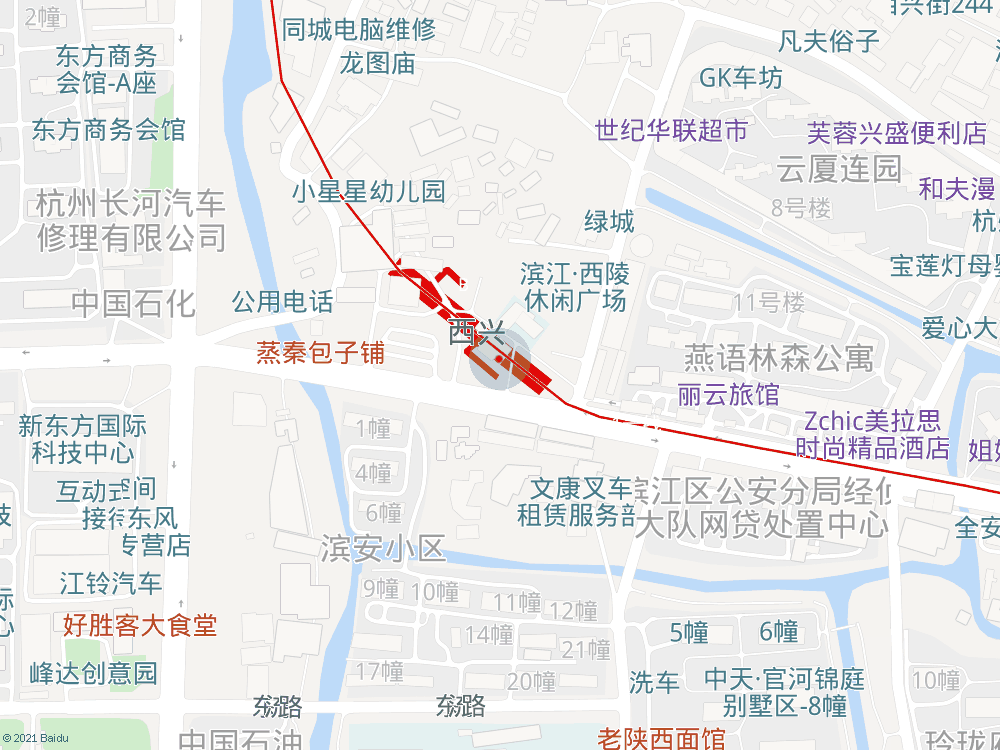 2幢
同城电脑维修
龙图庙
凡夫俗子
GK车坊
东方商务
会馆-A座
东方商务会馆
世纪华联超市
芙蓉兴盛便利店
云厦连园
和夫漫
8号楼
小星星幼儿园
杭州长河汽车
修理有限公司
绿城
宝莲灯母婴
滨江·西陵
休闲广场
中国石化
公用电话
11号楼
爱心大
西兴
蒸秦包子铺
燕语林森公寓
丽云旅馆
Zchic美拉思
时尚精品酒店
新东方国际
科技中心
1幢
4幢
6幢
文康叉车
租赁服务部
滨江区公安分局经侦
大队网贷处置中心
全安
东风
专营店
滨安小区
江铃汽车
9幢
10幢
11幢
12幢
14幢
21幢
17幢
20幢
5幢
6幢
好胜客大食堂
峰达创意园
洗车
中天·官河锦庭
别墅区-8幢
10幢
东路
东路
中国石油
老陕西面馆
© 2021 Baidu